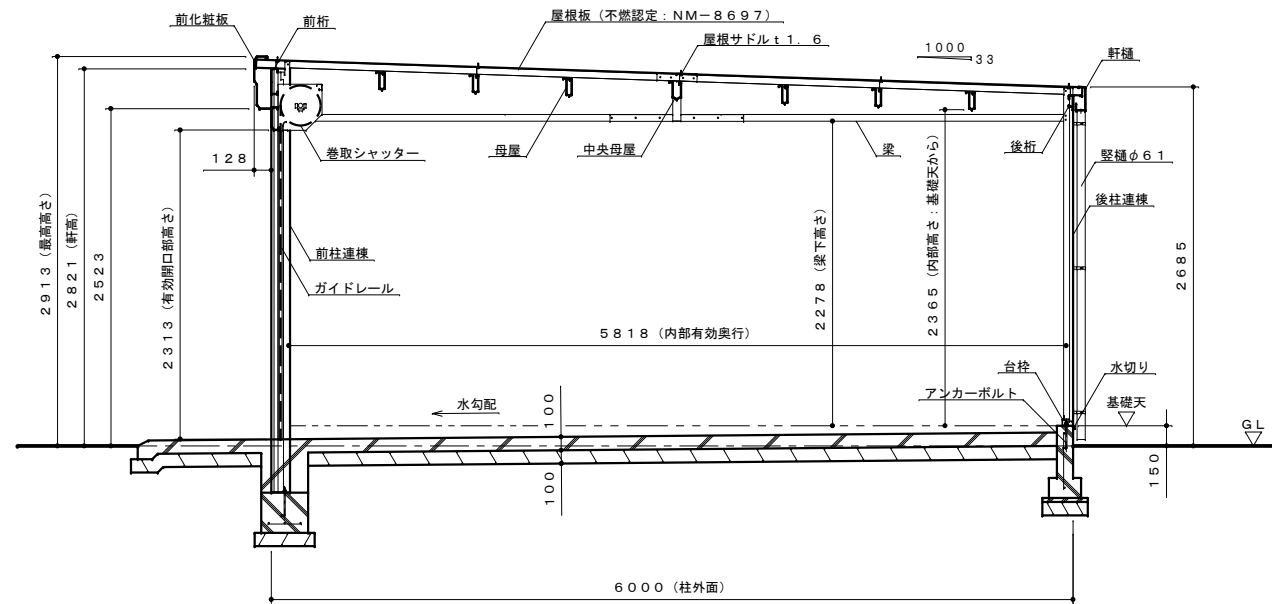 屋根板（不燃認定：NM－8697）
前化粧板
前桁
屋根サドルｔ１．６
1000
33
軒樋
128
巻取シャッター
母屋
中央母屋
梁
後桁
竪樋φ６１
後柱連棟
2913（最高高さ）
2821（軒高）
2523
2313（有効開口部高さ）
前柱連棟
ガイドレール
2278（梁下高さ）
2365（内部高さ：基礎天から）
2685
5818（内部有効奥行）
台枠
水切り
アンカーボルト
基礎天
水勾配
100
GL
100
150
6000（柱外面）